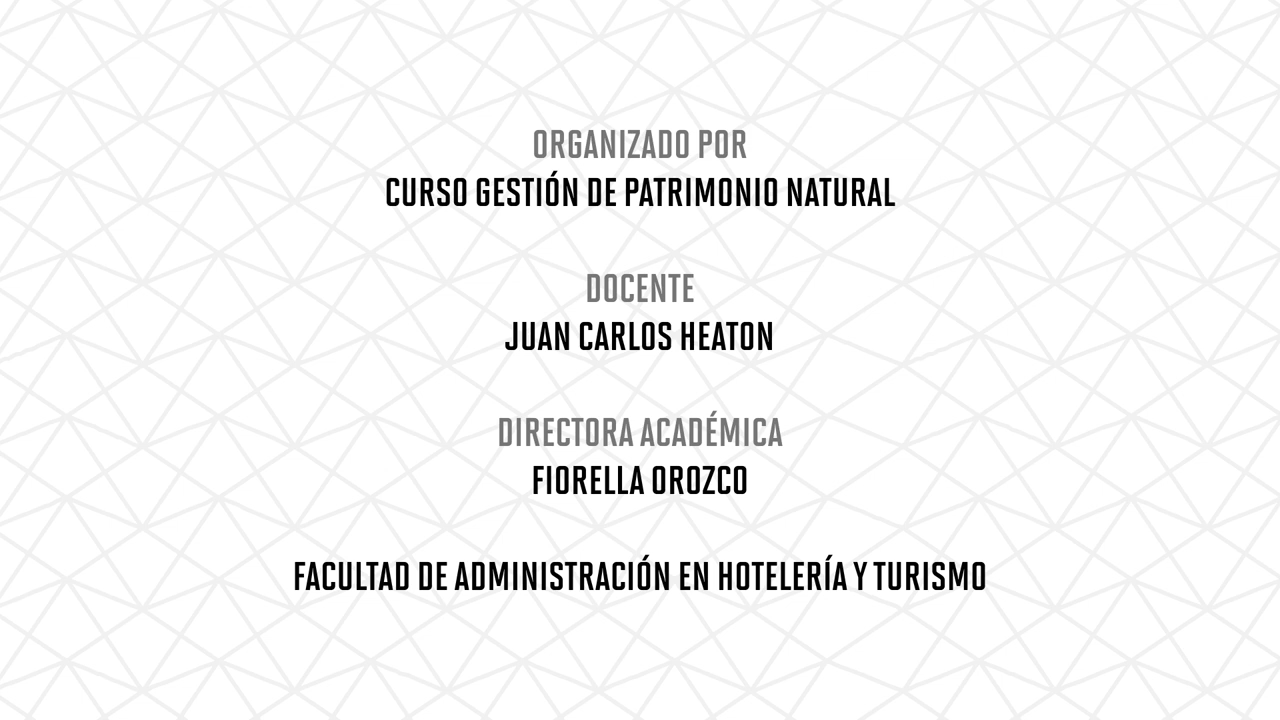 ORGANIZADO POR
CURSO GESTIÓN DE PATRIMONIO NATURAL
DOCENTE
JUAN CARLOS HEATON
DIRECTORA ACADÉMICA
FIORELLA OROZCO
FACULTAD DE ADMINISTRACIÓN EN HOTELERÍA Y TURISMO